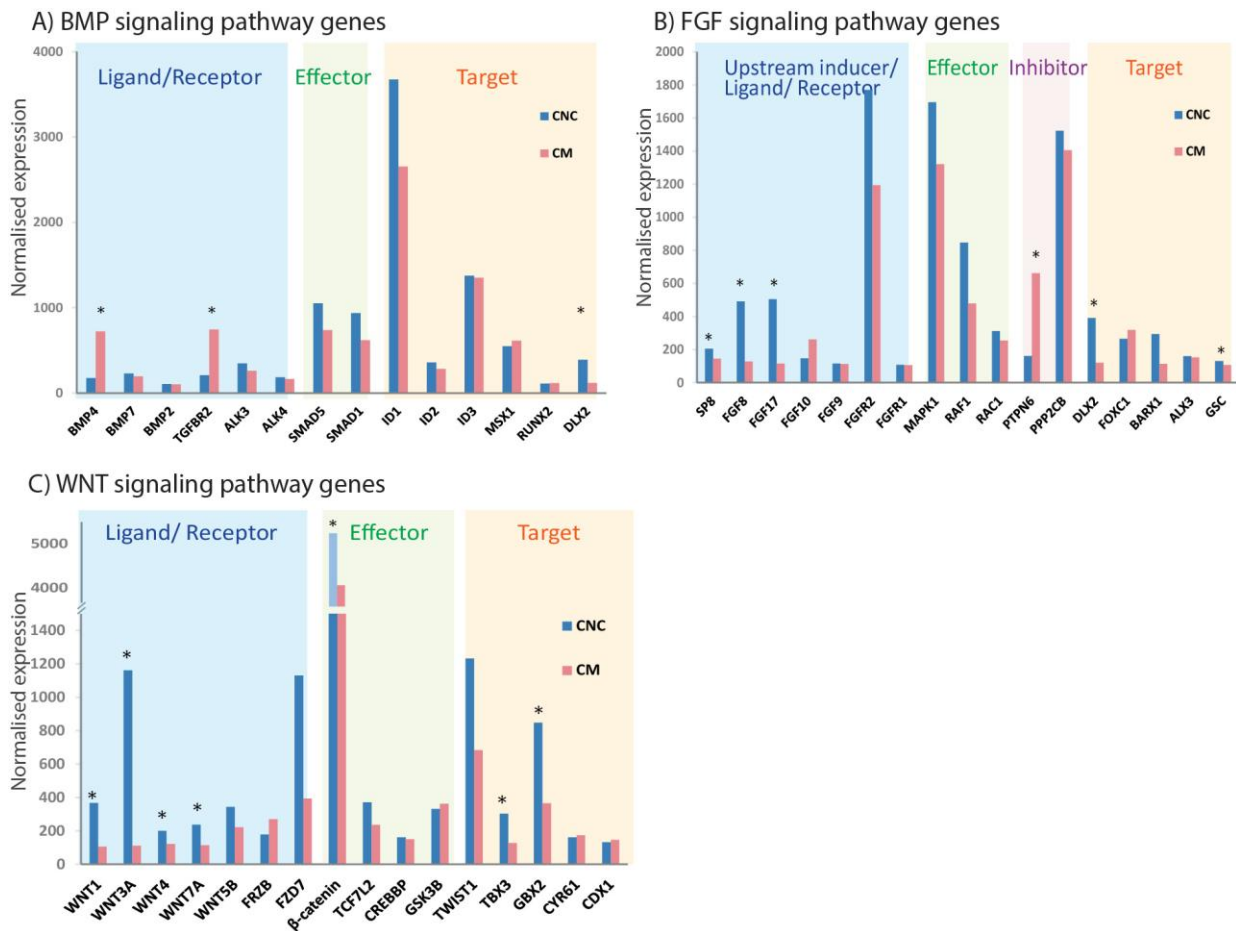 A) BMP signaling pathway genes
Normalised expression
4000
3000
2000
1000
0
Ligand/Receptor
Effector
Target
CNC
CM
*
*
*
BMP4
BMP7
BMP2
TGFBR2
ALK3
ALK4
SMAD5
SMAD1
ID1
ID2
ID3
MSX1
RUNX2
DLX2
B) FGF signaling pathway genes
Normalised expression
2000
1800
1600
1400
1200
1000
800
600
400
200
0
Upstream inducer/
Ligand/ Receptor
Effector
Inhibitor
Target
CNC
CM
*
*
*
*
*
*
SP8
FGF8
FGF17
FGF10
FGF9
FGFR2
FGFR1
MAPK1
RAF1
RAC1
PTPN6
PPP2CB
DLX2
FOXC1
BARX1
ALX3
GSC
C) WNT signaling pathway genes
Normalised expression
5000
4000
1400
1200
1000
800
600
400
200
0
Ligand/ Receptor
Effector
Target
CNC
CM
*
*
*
*
*
*
*
WNT1
WNT3A
WNT4
WNT7A
WNT5B
FRZB
FZD7
β-catenin
TCF7L2
CREBBP
GSK3B
TWIST1
TBX3
GBX2
CYR61
CDX1